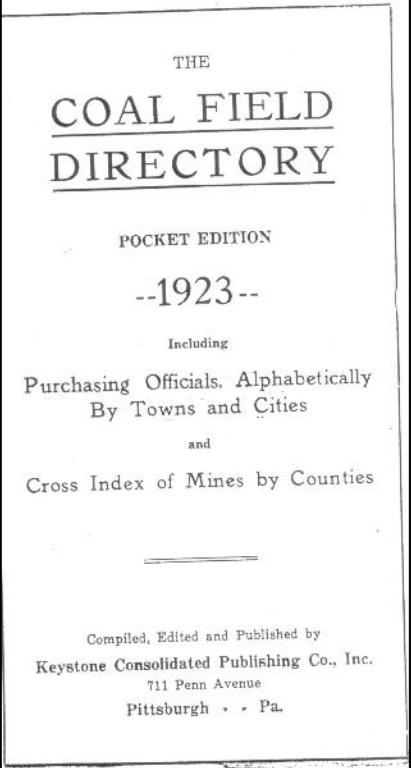 THE
COAL FIELD
DIRECTORY
POCKET EDITION
--1923--
Including
Purchasing Officials, Alphabetically
By Towns and Cities
and
Cross Index of Mines by Counties
Compiled, Edited and Published by
Keystone Consolidated Publishing Co., Inc.
711 Penn Avenue
Pittsburgh - - Pa.